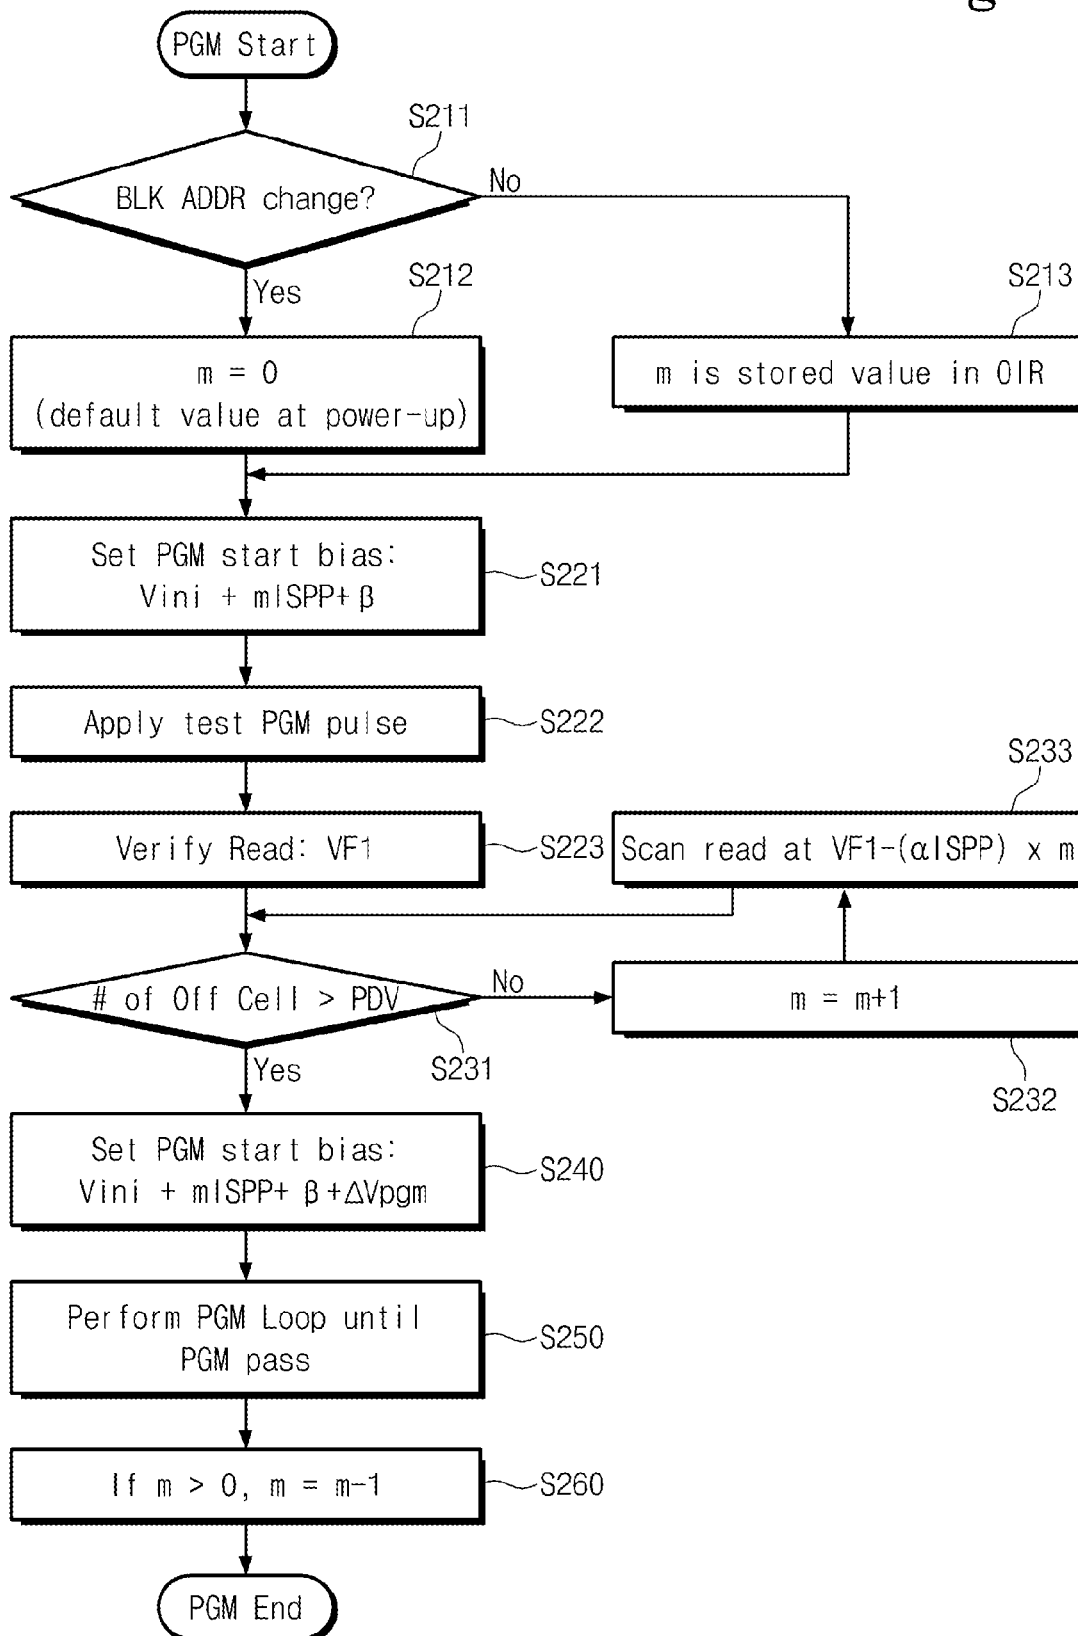 PGM Start
S211
BLK ADDR change?
No
Yes
S212
S213
m = 0
(default value at power-up)
m is stored value in OIR
Set PGM start bias:
Vini + mISPP+ β
S221
Apply test PGM pulse
S222
S233
Verify Read: VF1
S223
Scan read at VF1-(αISPP) x m
# of Off Cell > PDV
No
m = m+1
Yes
S231
S232
Set PGM start bias:
Vini + mISPP+ β+ΔVpgm
S240
Perform PGM Loop until
PGM pass
S250
If m > 0, m = m-1
S260
PGM End